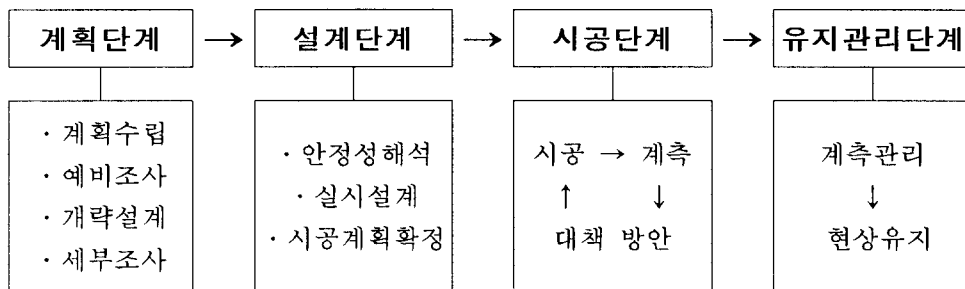 계획단계 → 설계단계 → 시공단계 → 유지관리단계
· 계획수립
· 예비조사
· 개략설계
· 세부조사
· 안정성해석
· 실시설계
· 시공계획확정
시공 → 계측
↑ ↓
대책 방안
계측관리
↓
현상유지